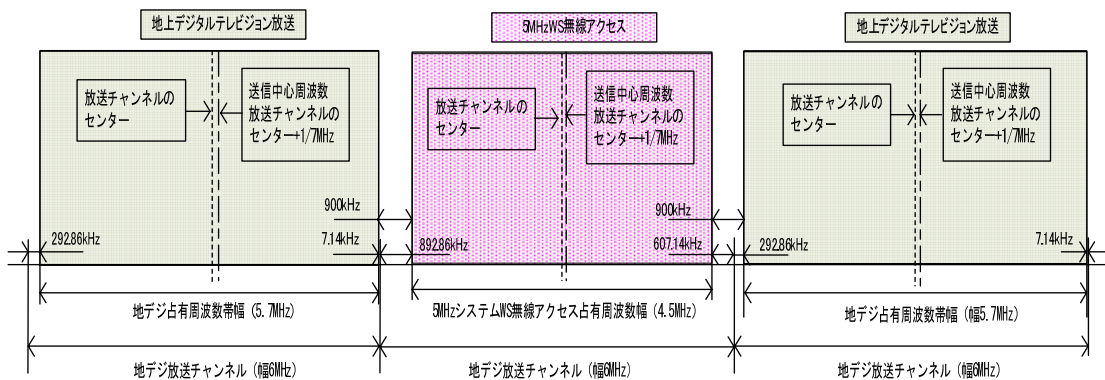 地上デジタルテレビジョン放送
5MHzWS無線アクセス
地上デジタルテレビジョン放送
放送チャンネルの
センター
送信中心周波数
放送チャンネルの
センター+1/7MHz
放送チャンネルの
センター
送信中心周波数
放送チャンネルの
センター+1/7MHz
放送チャンネルの
センター
送信中心周波数
放送チャンネルの
センター+1/7MHz
900kHz
900kHz
292.86kHz
7.14kHz
892.86kHz
607.14kHz
292.86kHz
7.14kHz
地デジ占有周波数帯幅（5.7MHz）
5MHzシステムWS無線アクセス占有周波数幅（4.5MHz）
地デジ占有周波数帯幅（幅5.7MHz）
地デジ放送チャンネル（幅6MHz）
地デジ放送チャンネル（幅6MHz）
地デジ放送チャンネル（幅6MHz）